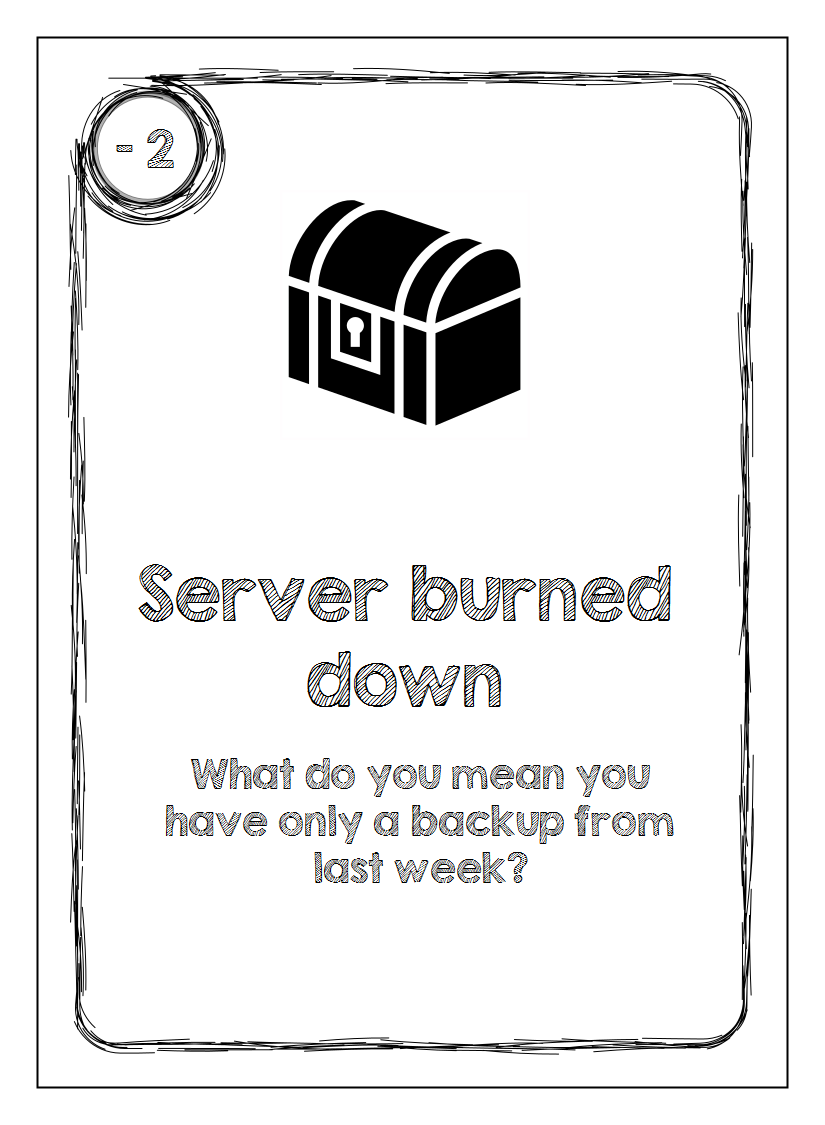 - 2
Server burned
down
What do you mean you
have only a backup from
last week?